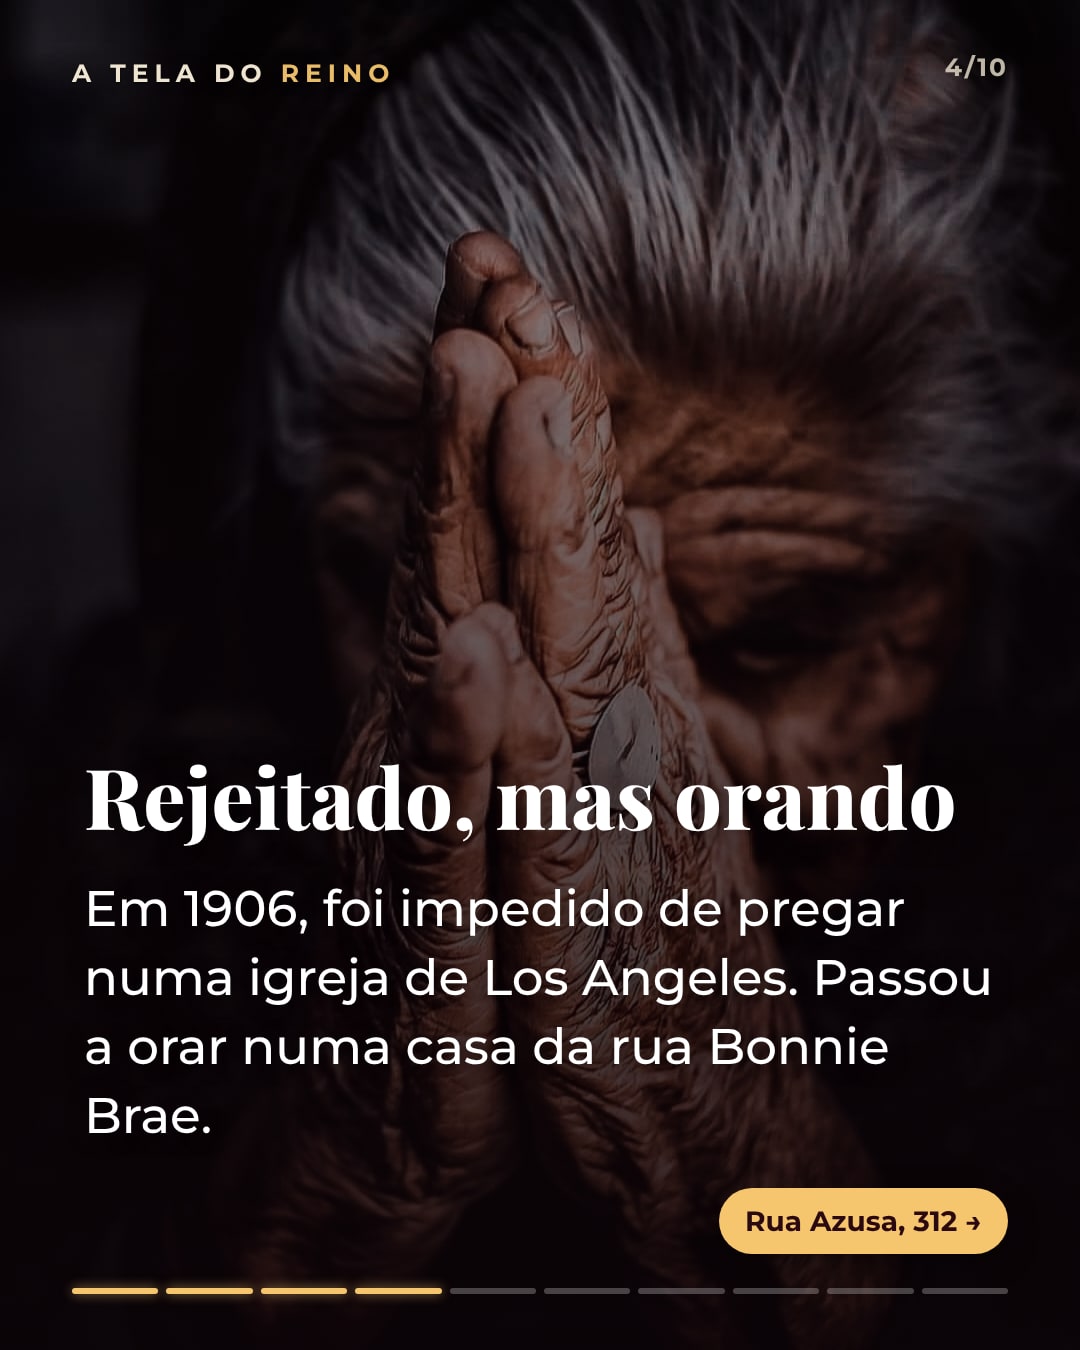 A TELA DO REINO
4/10
Rejeitado, mas orando
Em 1906, foi impedido de pregar
numa igreja de Los Angeles. Passou
a orar numa casa da rua Bonnie
Brae.
Rua Azusa, 312 →